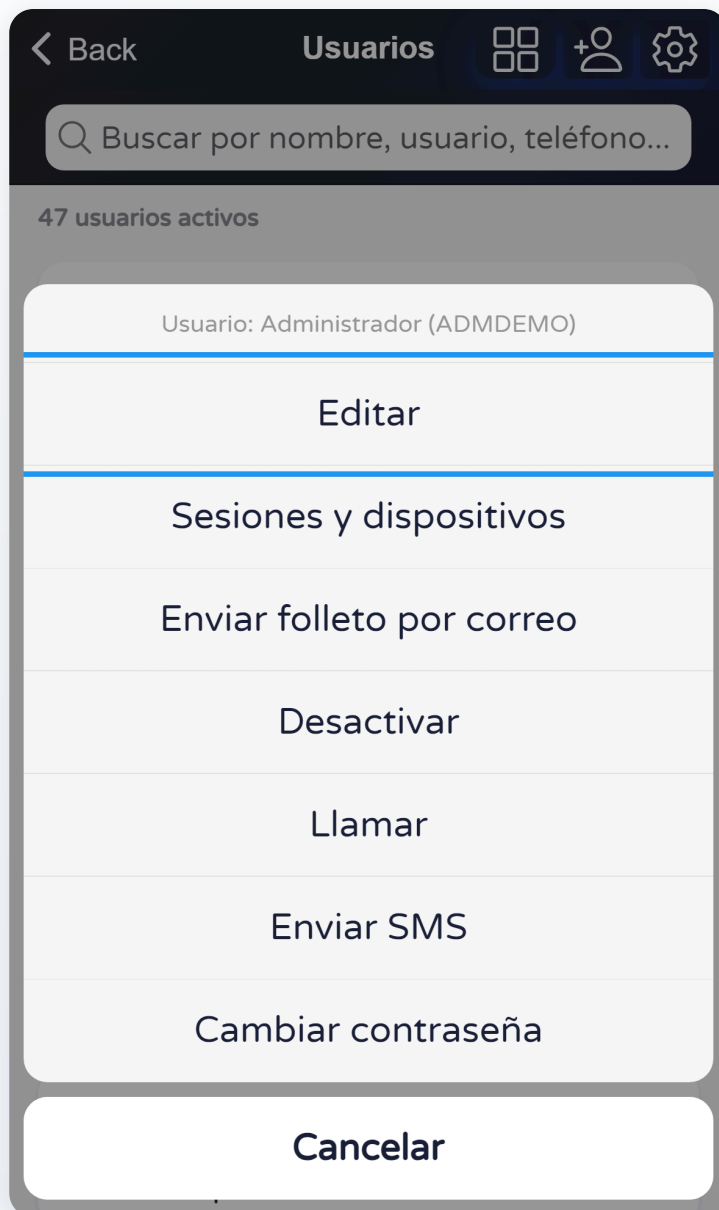 Back
Usuarios
Buscar por nombre, usuario, teléfono...
47 usuarios activos
Usuario: Administrador (ADMDEMO)
Editar
Sesiones y dispositivos
Enviar folleto por correo
Desactivar
Llamar
Enviar SMS
Cambiar contraseña
Cancelar